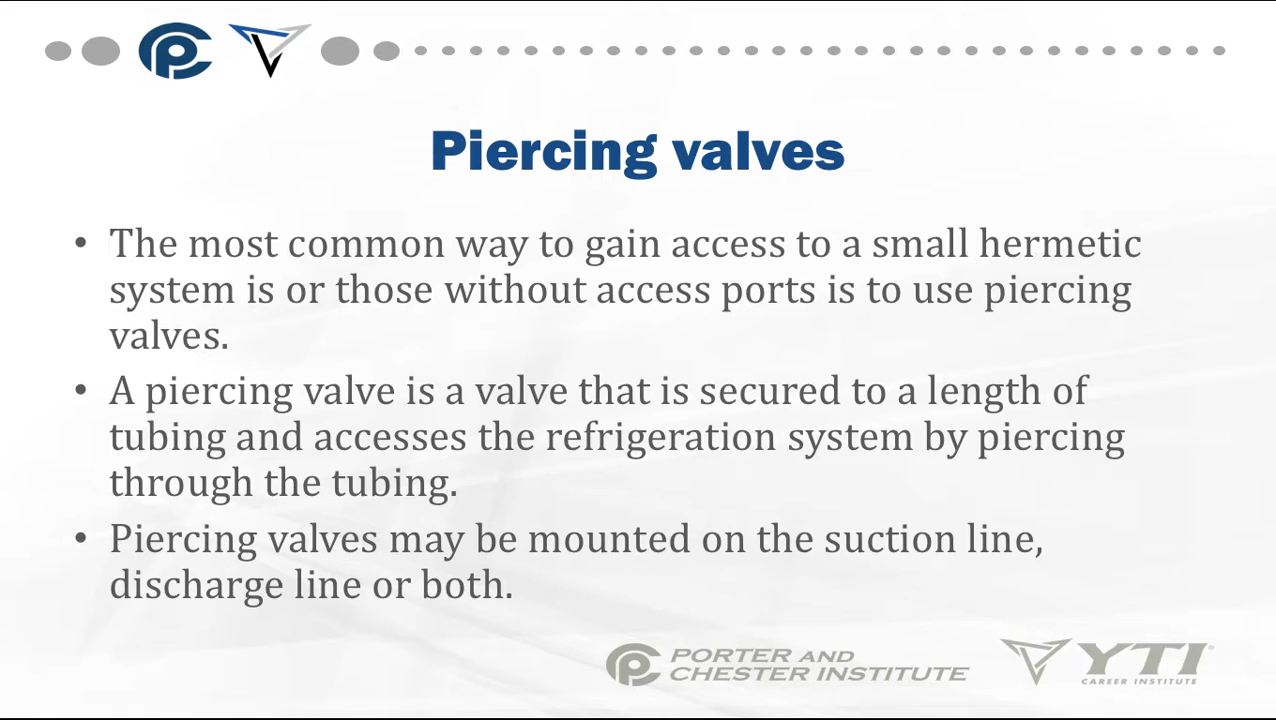 Piercing valves
• The most common way to gain access to a small hermetic
system is or those without access ports is to use piercing
valves.
• A piercing valve is a valve that is secured to a length of
tubing and accesses the refrigeration system by piercing
through the tubing.
• Piercing valves may be mounted on the suction line,
discharge line or both.
PORTER AND
CHESTER INSTITUTE
YTI
CAREER INSTITUTE